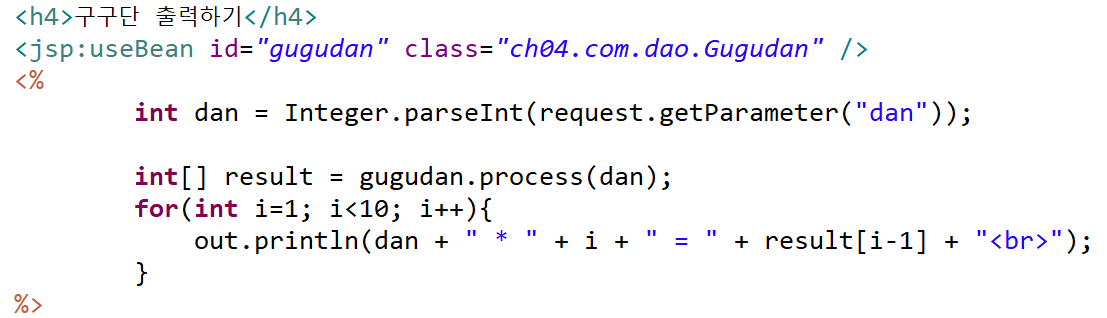 <h4>구구단 출력하기</h4>
<jsp:useBean id="gugudan" class="ch04.com.dao.Gugudan" />
<%
int dan = Integer.parseInt(request.getParameter("dan"));
int[] result = gugudan.process(dan);
for(int i=1; i<10; i++){
out.println(dan + " * " + i + " = " + result[i-1] + "<br>");
}
%>